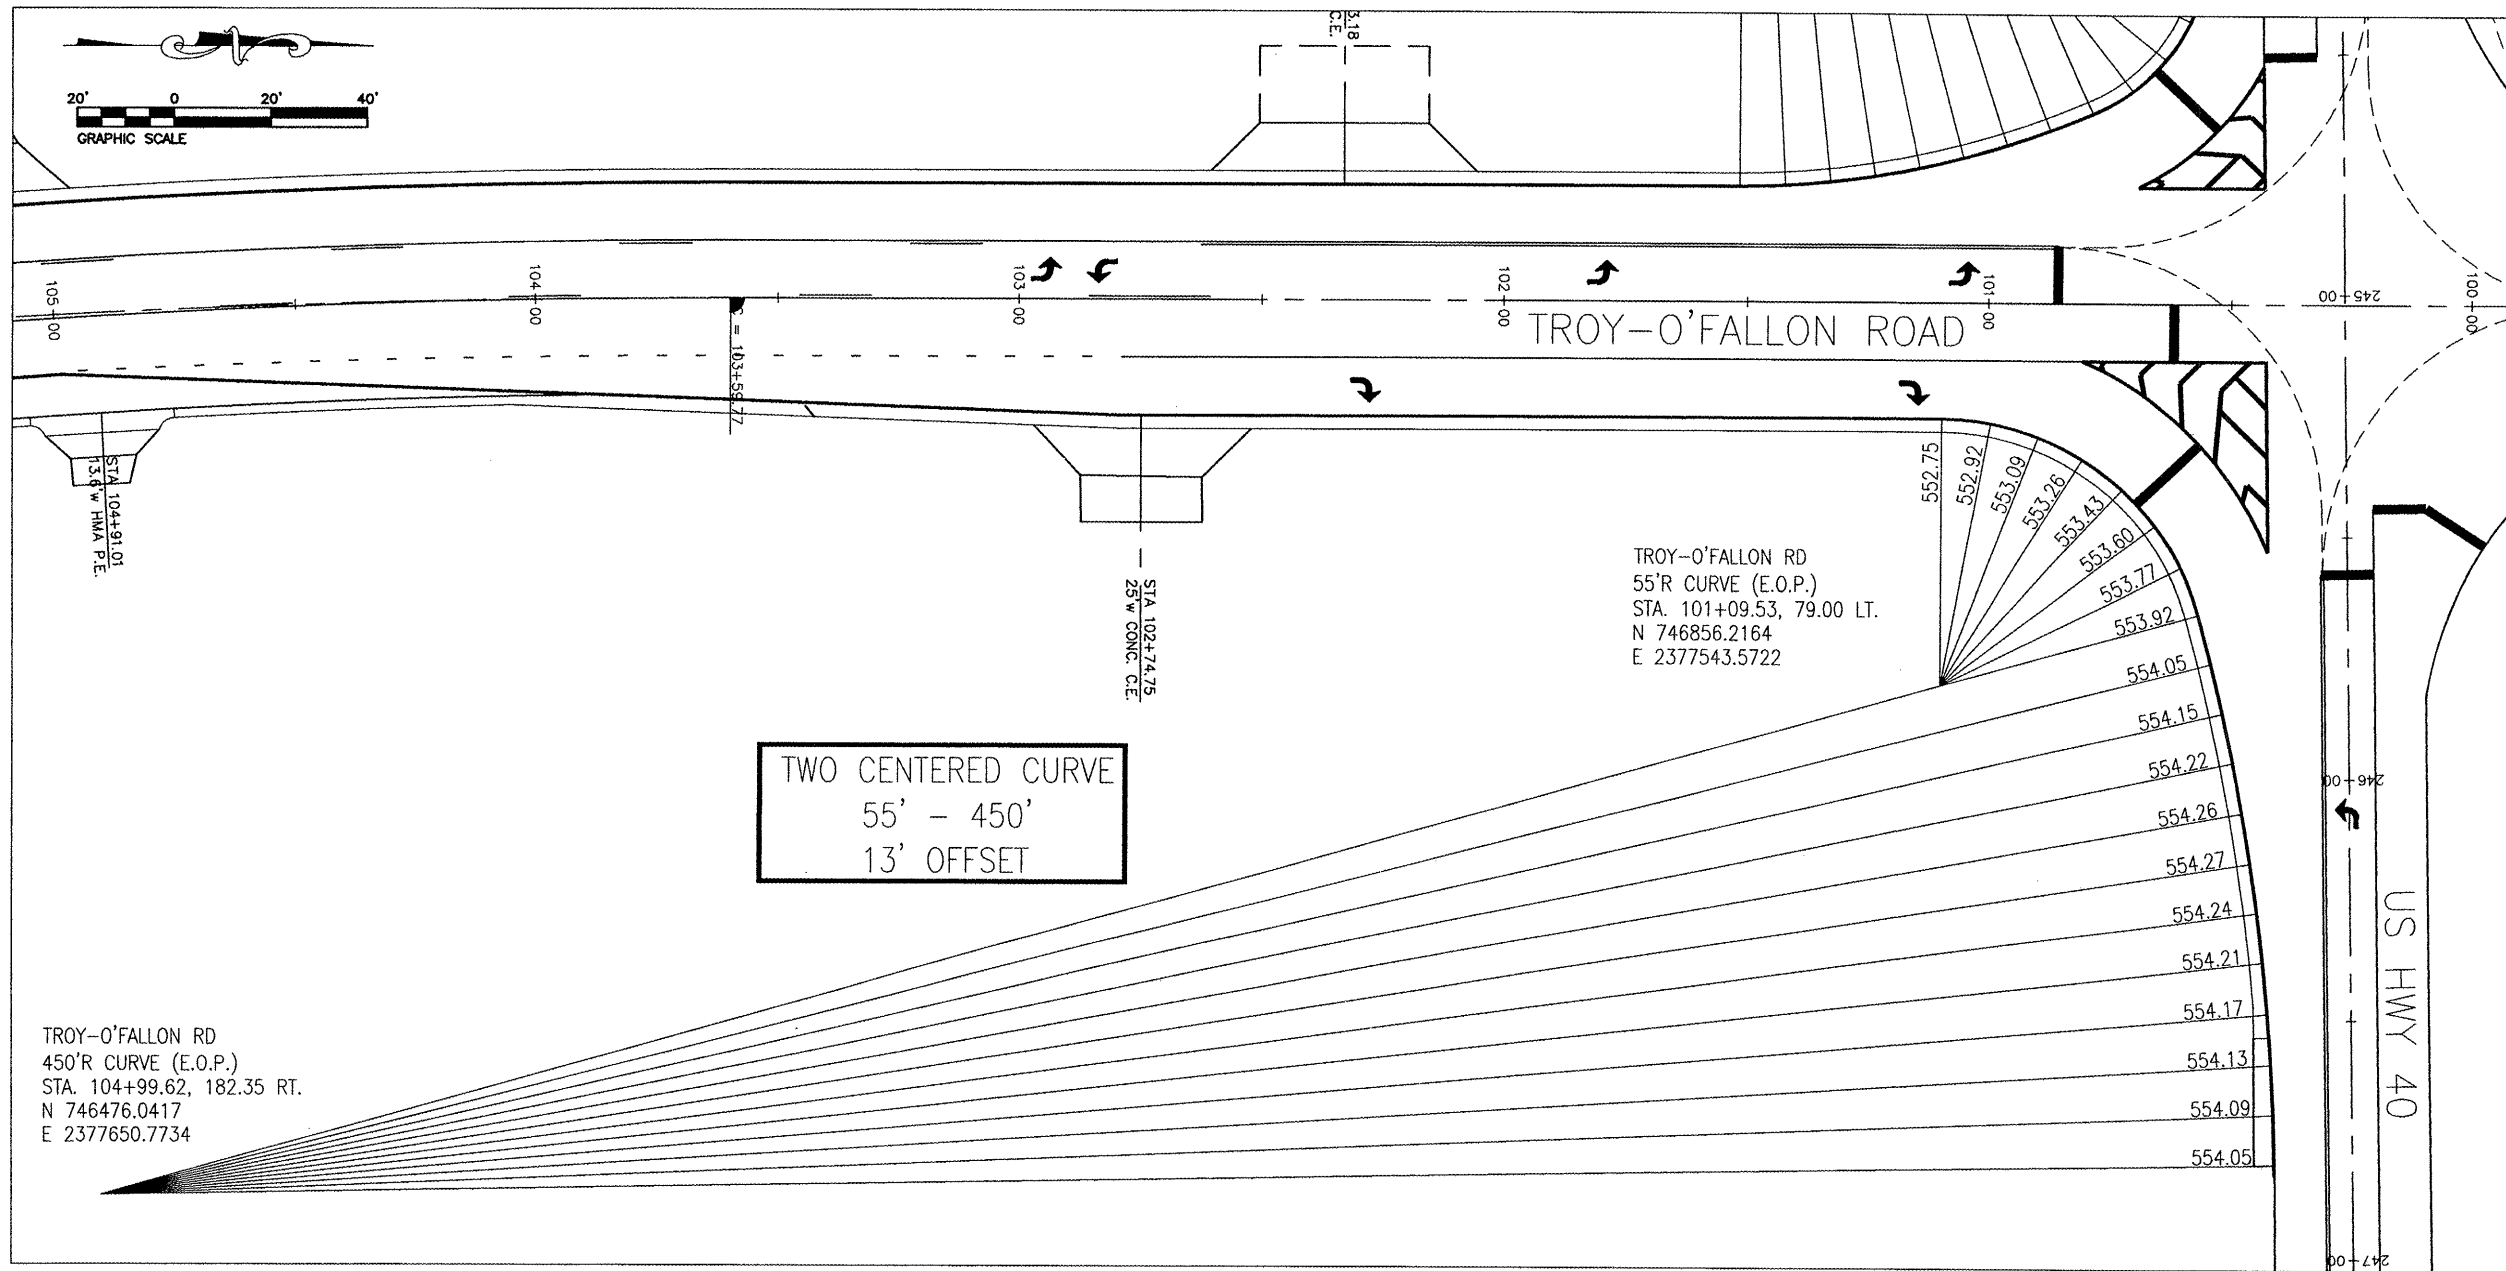 3.18
C.E.
20' 0 20' 40'
GRAPHIC SCALE
105+00
104+00
103+00
102+00
101+00
100+00
245+00
TROY-O'FALLON ROAD
= 103+59.77
STA 104+91.01
13.6'w HMA P.E.
STA 102+74.75
25'w CONC. C.E.
552.75
552.92
553.09
553.26
553.43
553.60
553.77
553.92
554.05
554.15
554.22
554.26
554.27
554.24
554.21
554.17
554.13
554.09
554.05
TROY-O'FALLON RD
55'R CURVE (E.O.P.)
STA. 101+09.53, 79.00 LT.
N 746856.2164
E 2377543.5722
TWO CENTERED CURVE
55' - 450'
13' OFFSET
246+00
US HWY 40
247+00
TROY-O'FALLON RD
450'R CURVE (E.O.P.)
STA. 104+99.62, 182.35 RT.
N 746476.0417
E 2377650.7734